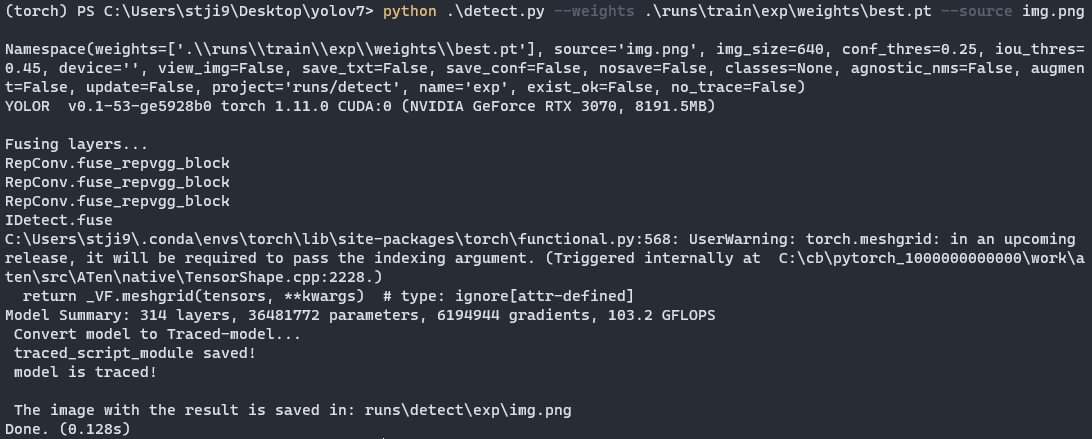 (torch) PS C:\Users\stji9\Desktop\yolov7> python .\detect.py --weights .\runs\train\exp\weights\best.pt --source img.png
Namespace(weights=['.\\runs\\train\\exp\\weights\\best.pt'], source='img.png', img_size=640, conf_thres=0.25, iou_thres=
0.45, device='', view_img=False, save_txt=False, save_conf=False, nosave=False, classes=None, agnostic_nms=False, augmen
t=False, update=False, project='runs/detect', name='exp', exist_ok=False, no_trace=False)
YOLOR  v0.1-53-ge5928b0 torch 1.11.0 CUDA:0 (NVIDIA GeForce RTX 3070, 8191.5MB)
Fusing layers...
RepConv.fuse_repvgg_block
RepConv.fuse_repvgg_block
RepConv.fuse_repvgg_block
IDetect.fuse
C:\Users\stji9\.conda\envs\torch\lib\site-packages\torch\functional.py:568: UserWarning: torch.meshgrid: in an upcoming
release, it will be required to pass the indexing argument. (Triggered internally at  C:\cb\pytorch_1000000000000\work\a
ten\src\ATen\native\TensorShape.cpp:2228.)
  return _VF.meshgrid(tensors, **kwargs)  # type: ignore[attr-defined]
Model Summary: 314 layers, 36481772 parameters, 6194944 gradients, 103.2 GFLOPS
 Convert model to Traced-model...
 traced_script_module saved!
 model is traced!
 The image with the result is saved in: runs\detect\exp\img.png
Done. (0.128s)